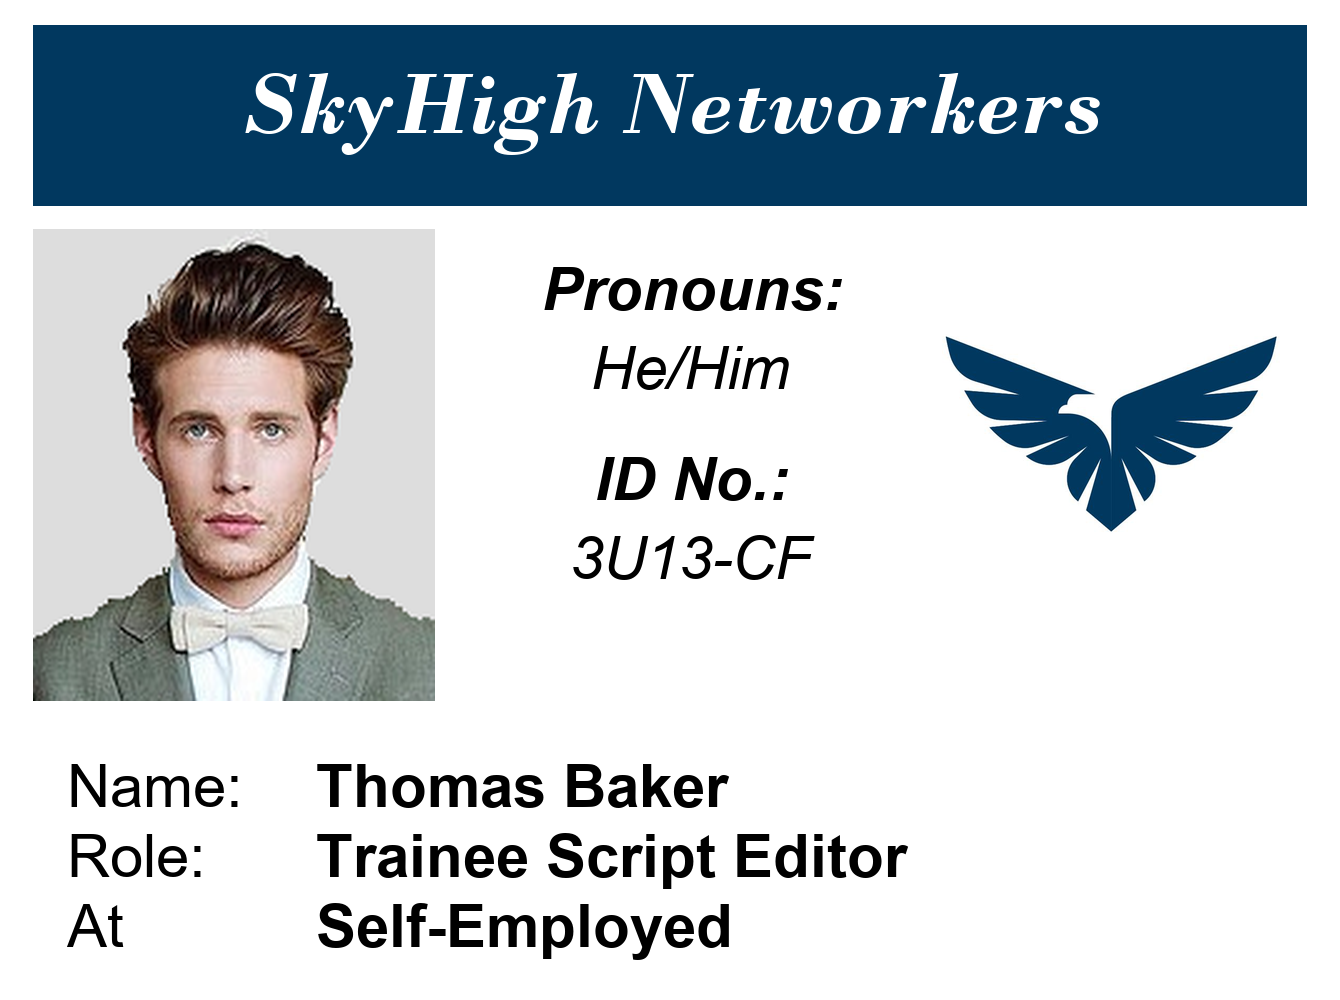 SkyHigh Networkers
Pronouns:
He/Him
ID No.:
3U13-CF
Name: Thomas Baker
Role: Trainee Script Editor
At Self-Employed